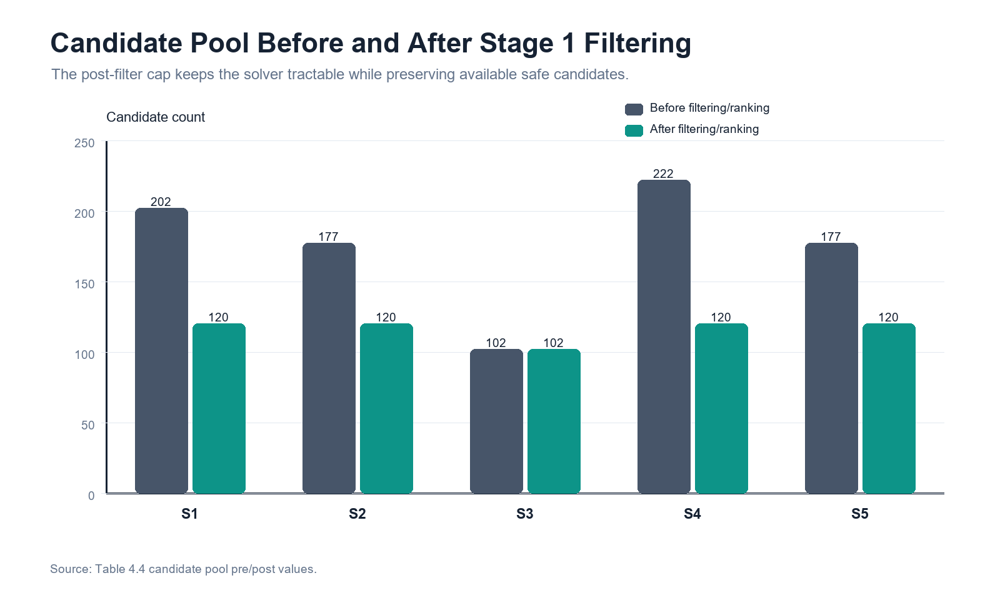 Candidate Pool Before and After Stage 1 Filtering
The post-filter cap keeps the solver tractable while preserving available safe candidates.
Before filtering/ranking
Candidate count
After filtering/ranking
250
222
202
200
177
177
150
120
120
120
120
102
102
100
50
0
S1
S2
S3
S4
S5
Source: Table 4.4 candidate pool pre/post values.